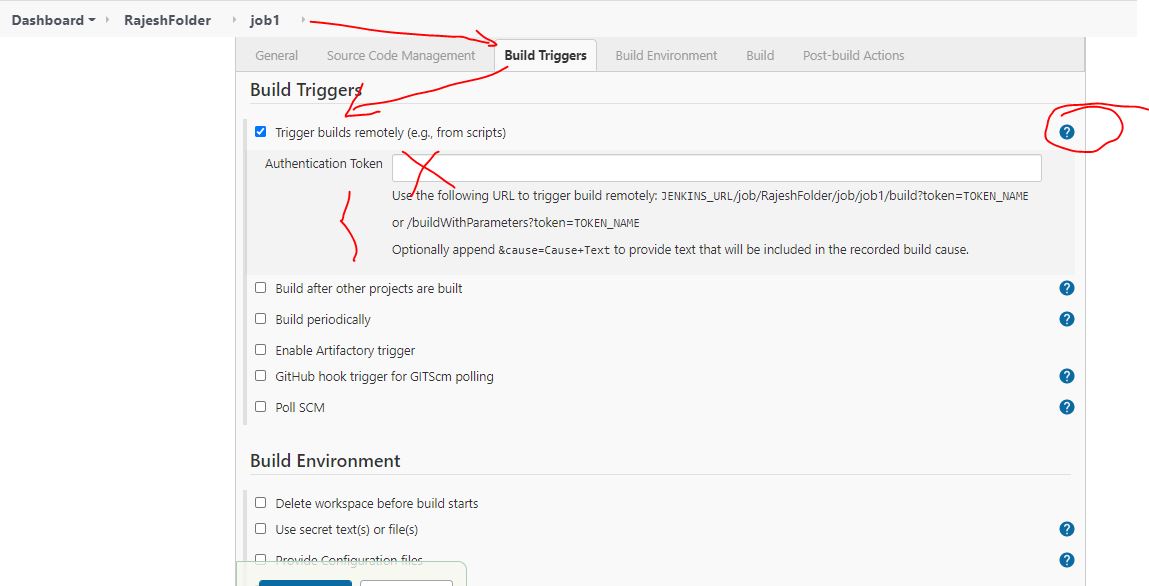 Dashboard RajeshFolder job1
General Source Code Management Build Triggers Build Environment Build Post-build Actions
Build Triggers
Trigger builds remotely (e.g., from scripts) ?
Authentication Token
Use the following URL to trigger build remotely: JENKINS_URL/job/RajeshFolder/job/job1/build?token=TOKEN_NAME
or /buildWithParameters?token=TOKEN_NAME
Optionally append &cause=Cause+Text to provide text that will be included in the recorded build cause.
Build after other projects are built ?
Build periodically ?
Enable Artifactory trigger
GitHub hook trigger for GITScm polling ?
Poll SCM ?
Build Environment
Delete workspace before build starts
Use secret text(s) or file(s) ?
Provide Configuration files ?